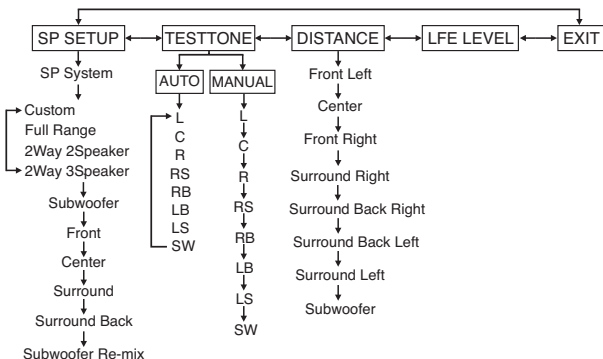 SP SETUP
TESTTONE
DISTANCE
LFE LEVEL
EXIT
SP System
Custom
Full Range
2Way 2Speaker
2Way 3Speaker
Subwoofer
Front
Center
Surround
Surround Back
Subwoofer Re-mix
AUTO
L
C
R
RS
RB
LB
LS
SW
MANUAL
L
C
R
RS
RB
LB
LS
SW
Front Left
Center
Front Right
Surround Right
Surround Back Right
Surround Back Left
Surround Left
Subwoofer